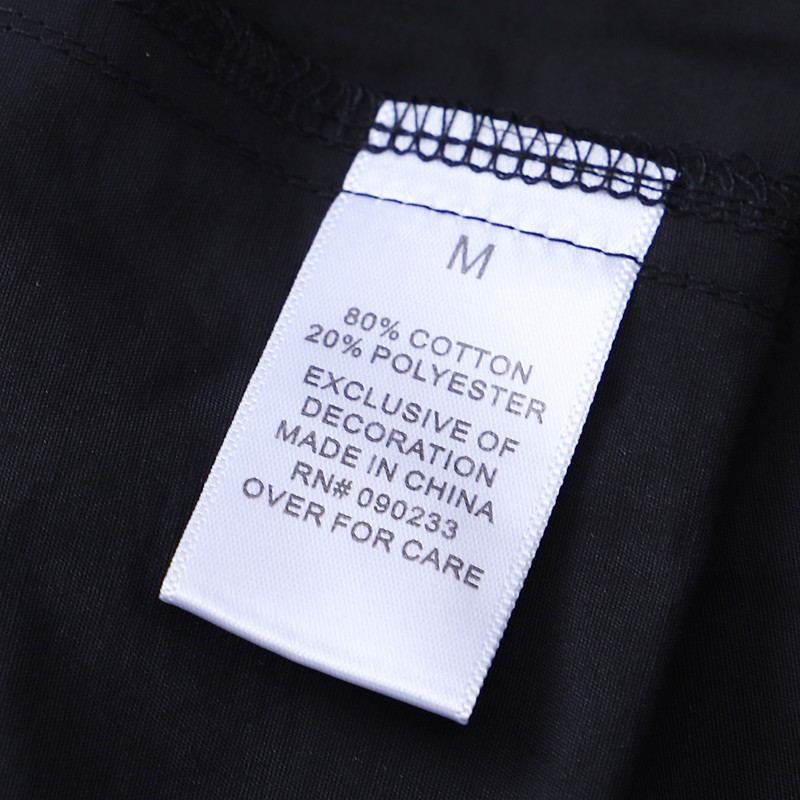 M
80% COTTON
20% POLYESTER
EXCLUSIVE OF
DECORATION
MADE IN CHINA
RN# 090233
OVER FOR CARE